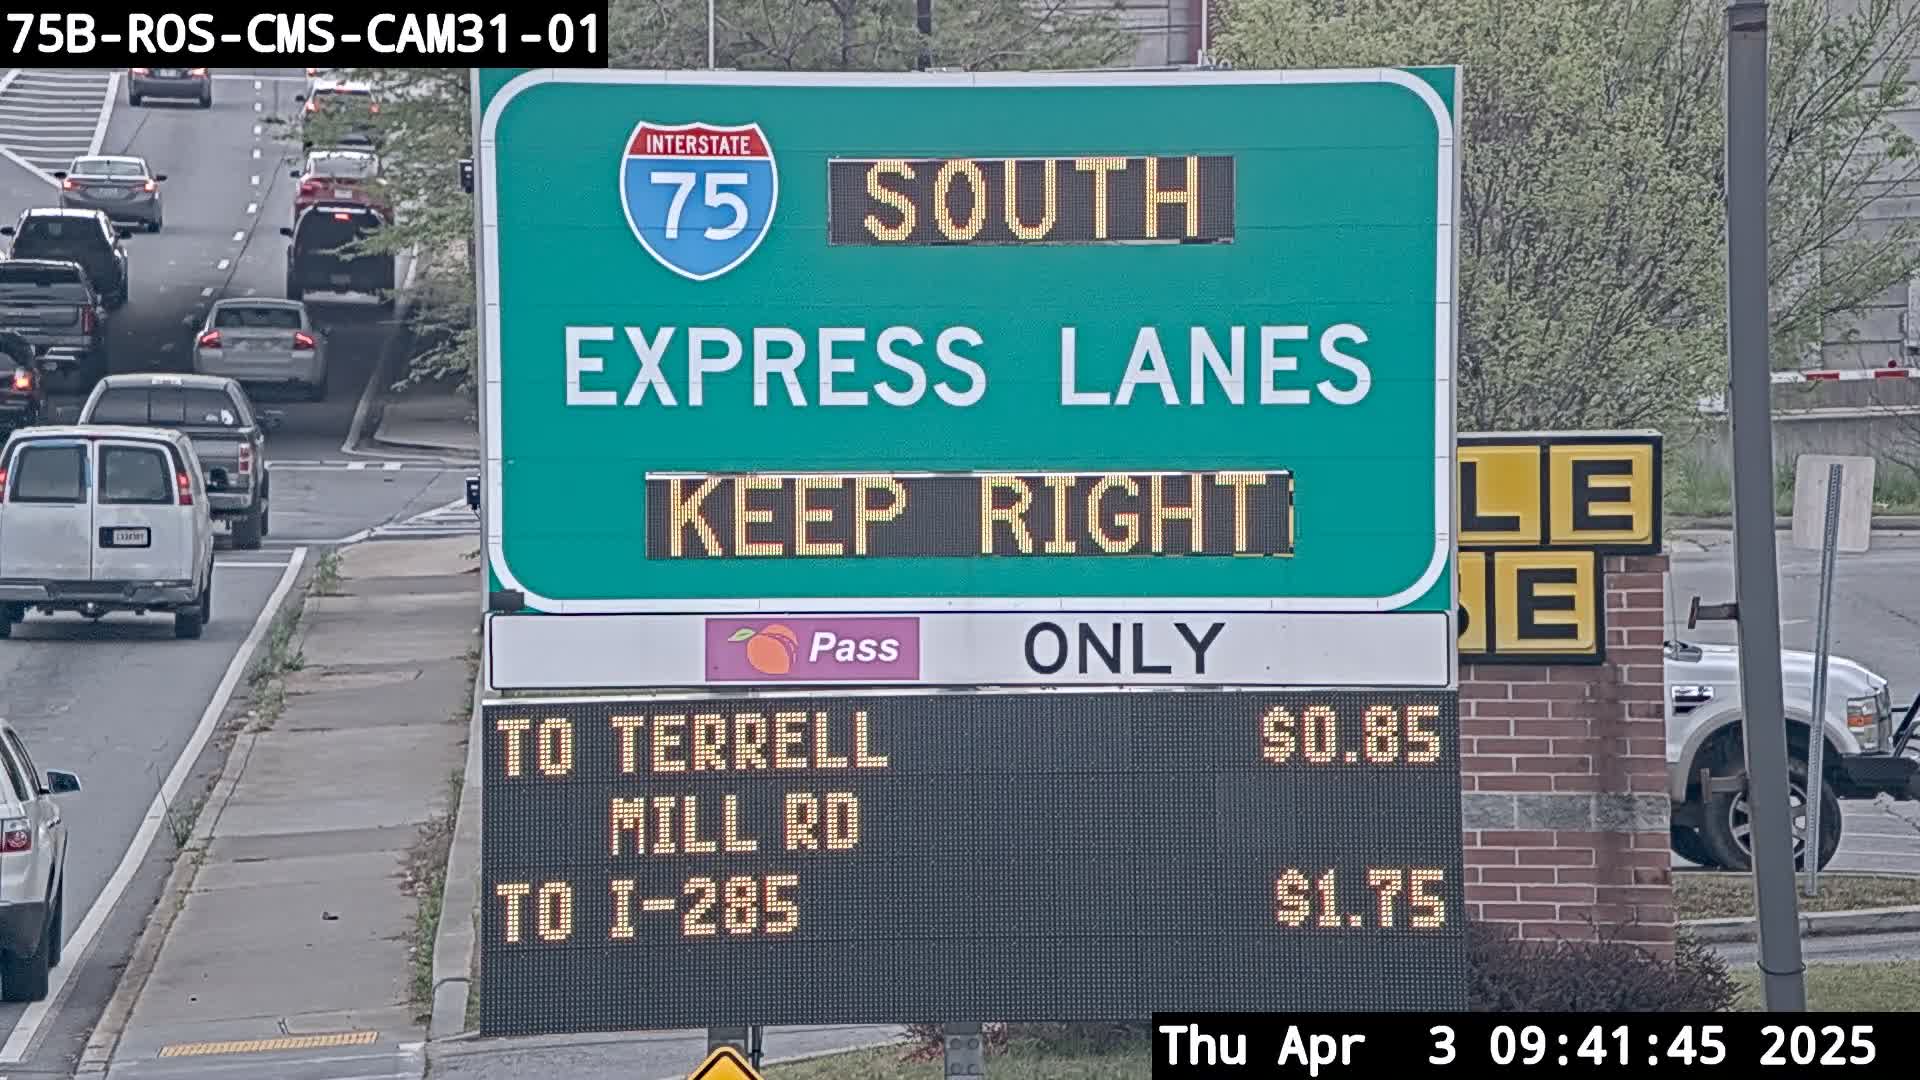 75B-ROS-CMS-CAM31-01
INTERSTATE
75
SOUTH
EXPRESS LANES
KEEP RIGHT
Pass ONLY
TO TERRELL $0.85
MILL RD
TO I-285 $1.75
LE
E
Thu Apr 3 09:41:45 2025